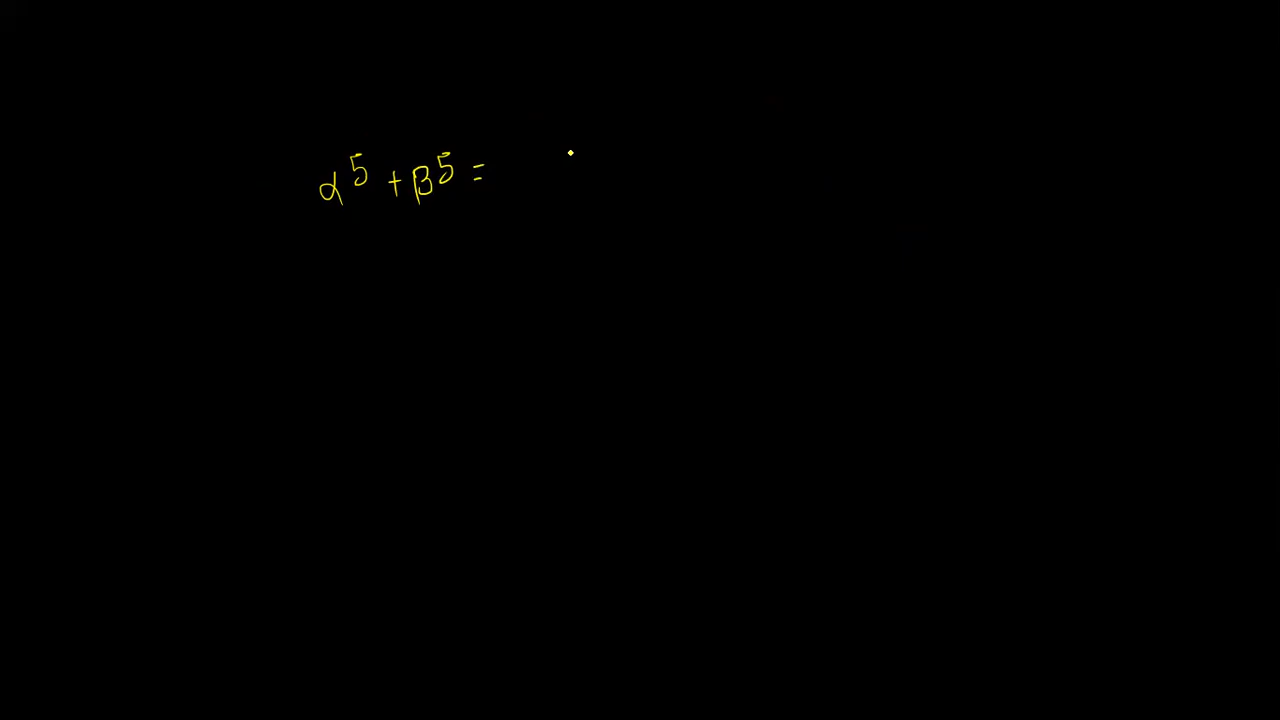 α⁵ + β⁵ =